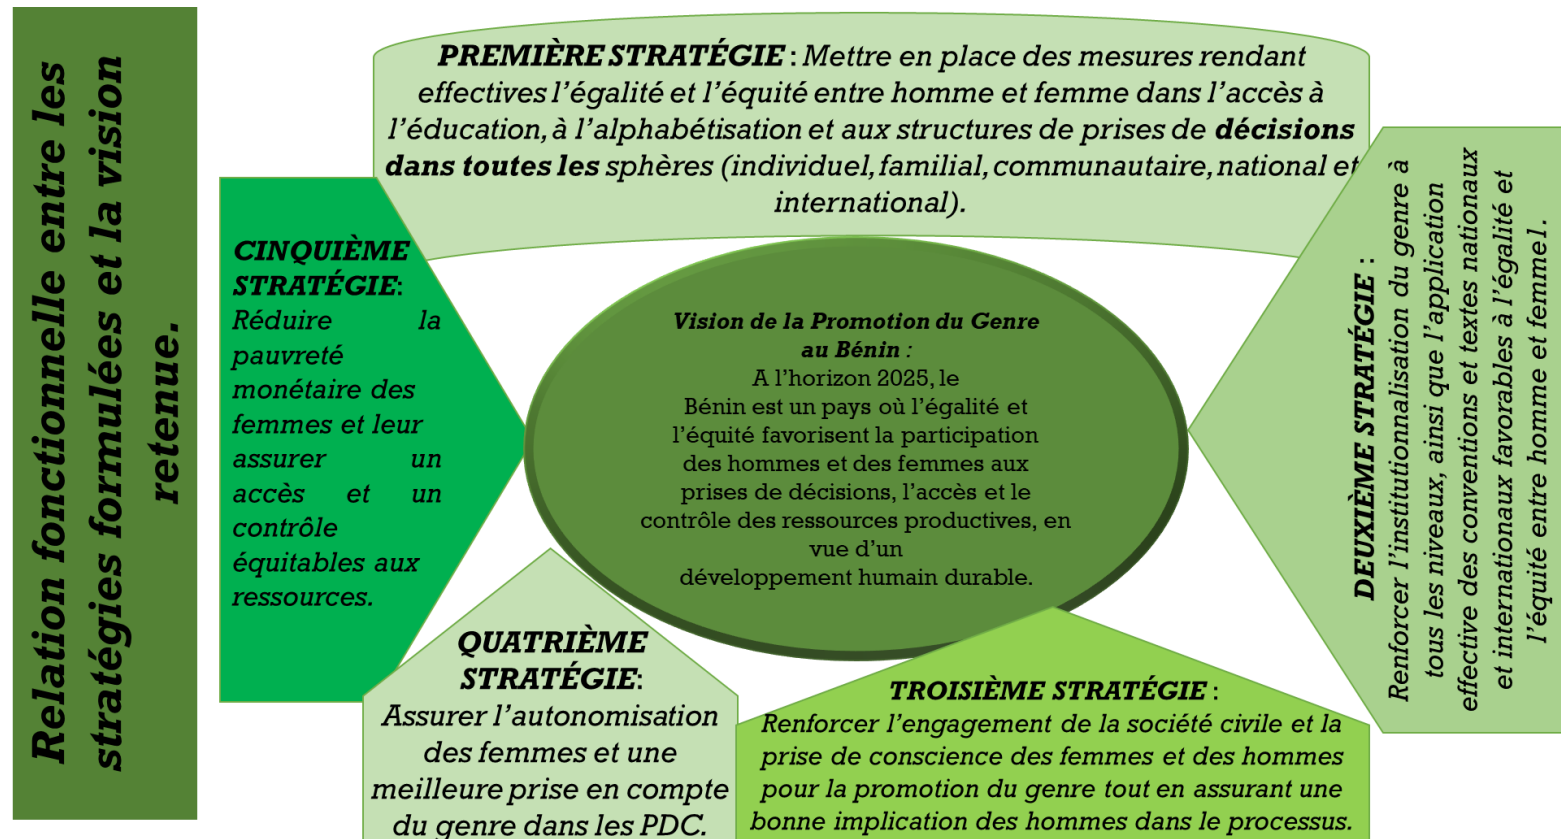 Relation fonctionnelle entre les
stratégies formulées et la vision
retenue.
PREMIÈRE STRATÉGIE : Mettre en place des mesures rendant
effectives l’égalité et l’équité entre homme et femme dans l’accès à
l’éducation, à l’alphabétisation et aux structures de prises de décisions
dans toutes les sphères (individuel, familial, communautaire, national et
international).
DEUXIÈME STRATÉGIE :
Renforcer l’institutionnalisation du genre à
tous les niveaux, ainsi que l’application
effective des conventions et textes nationaux
et internationaux favorables à l’égalité et
l’équité entre homme et femme1.
CINQUIÈME
STRATÉGIE:
Réduire la
pauvreté
monétaire des
femmes et leur
assurer un
accès et un
contrôle
équitables aux
ressources.
Vision de la Promotion du Genre
au Bénin :
A l’horizon 2025, le
Bénin est un pays où l’égalité et
l’équité favorisent la participation
des hommes et des femmes aux
prises de décisions, l’accès et le
contrôle des ressources productives, en
vue d’un
développement humain durable.
QUATRIÈME
STRATÉGIE:
Assurer l’autonomisation
des femmes et une
meilleure prise en compte
du genre dans les PDC.
TROISIÈME STRATÉGIE :
Renforcer l’engagement de la société civile et la
prise de conscience des femmes et des hommes
pour la promotion du genre tout en assurant une
bonne implication des hommes dans le processus.